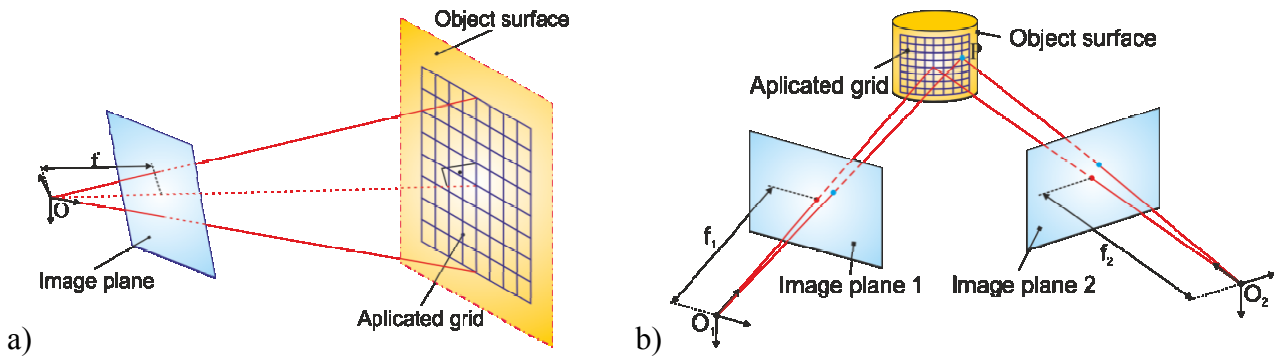 Object surface
f
O
Image plane
Aplicated grid
a)
Object surface
P
Aplicated grid
f₁
f₂
Image plane 1
Image plane 2
O₁
O₂
b)